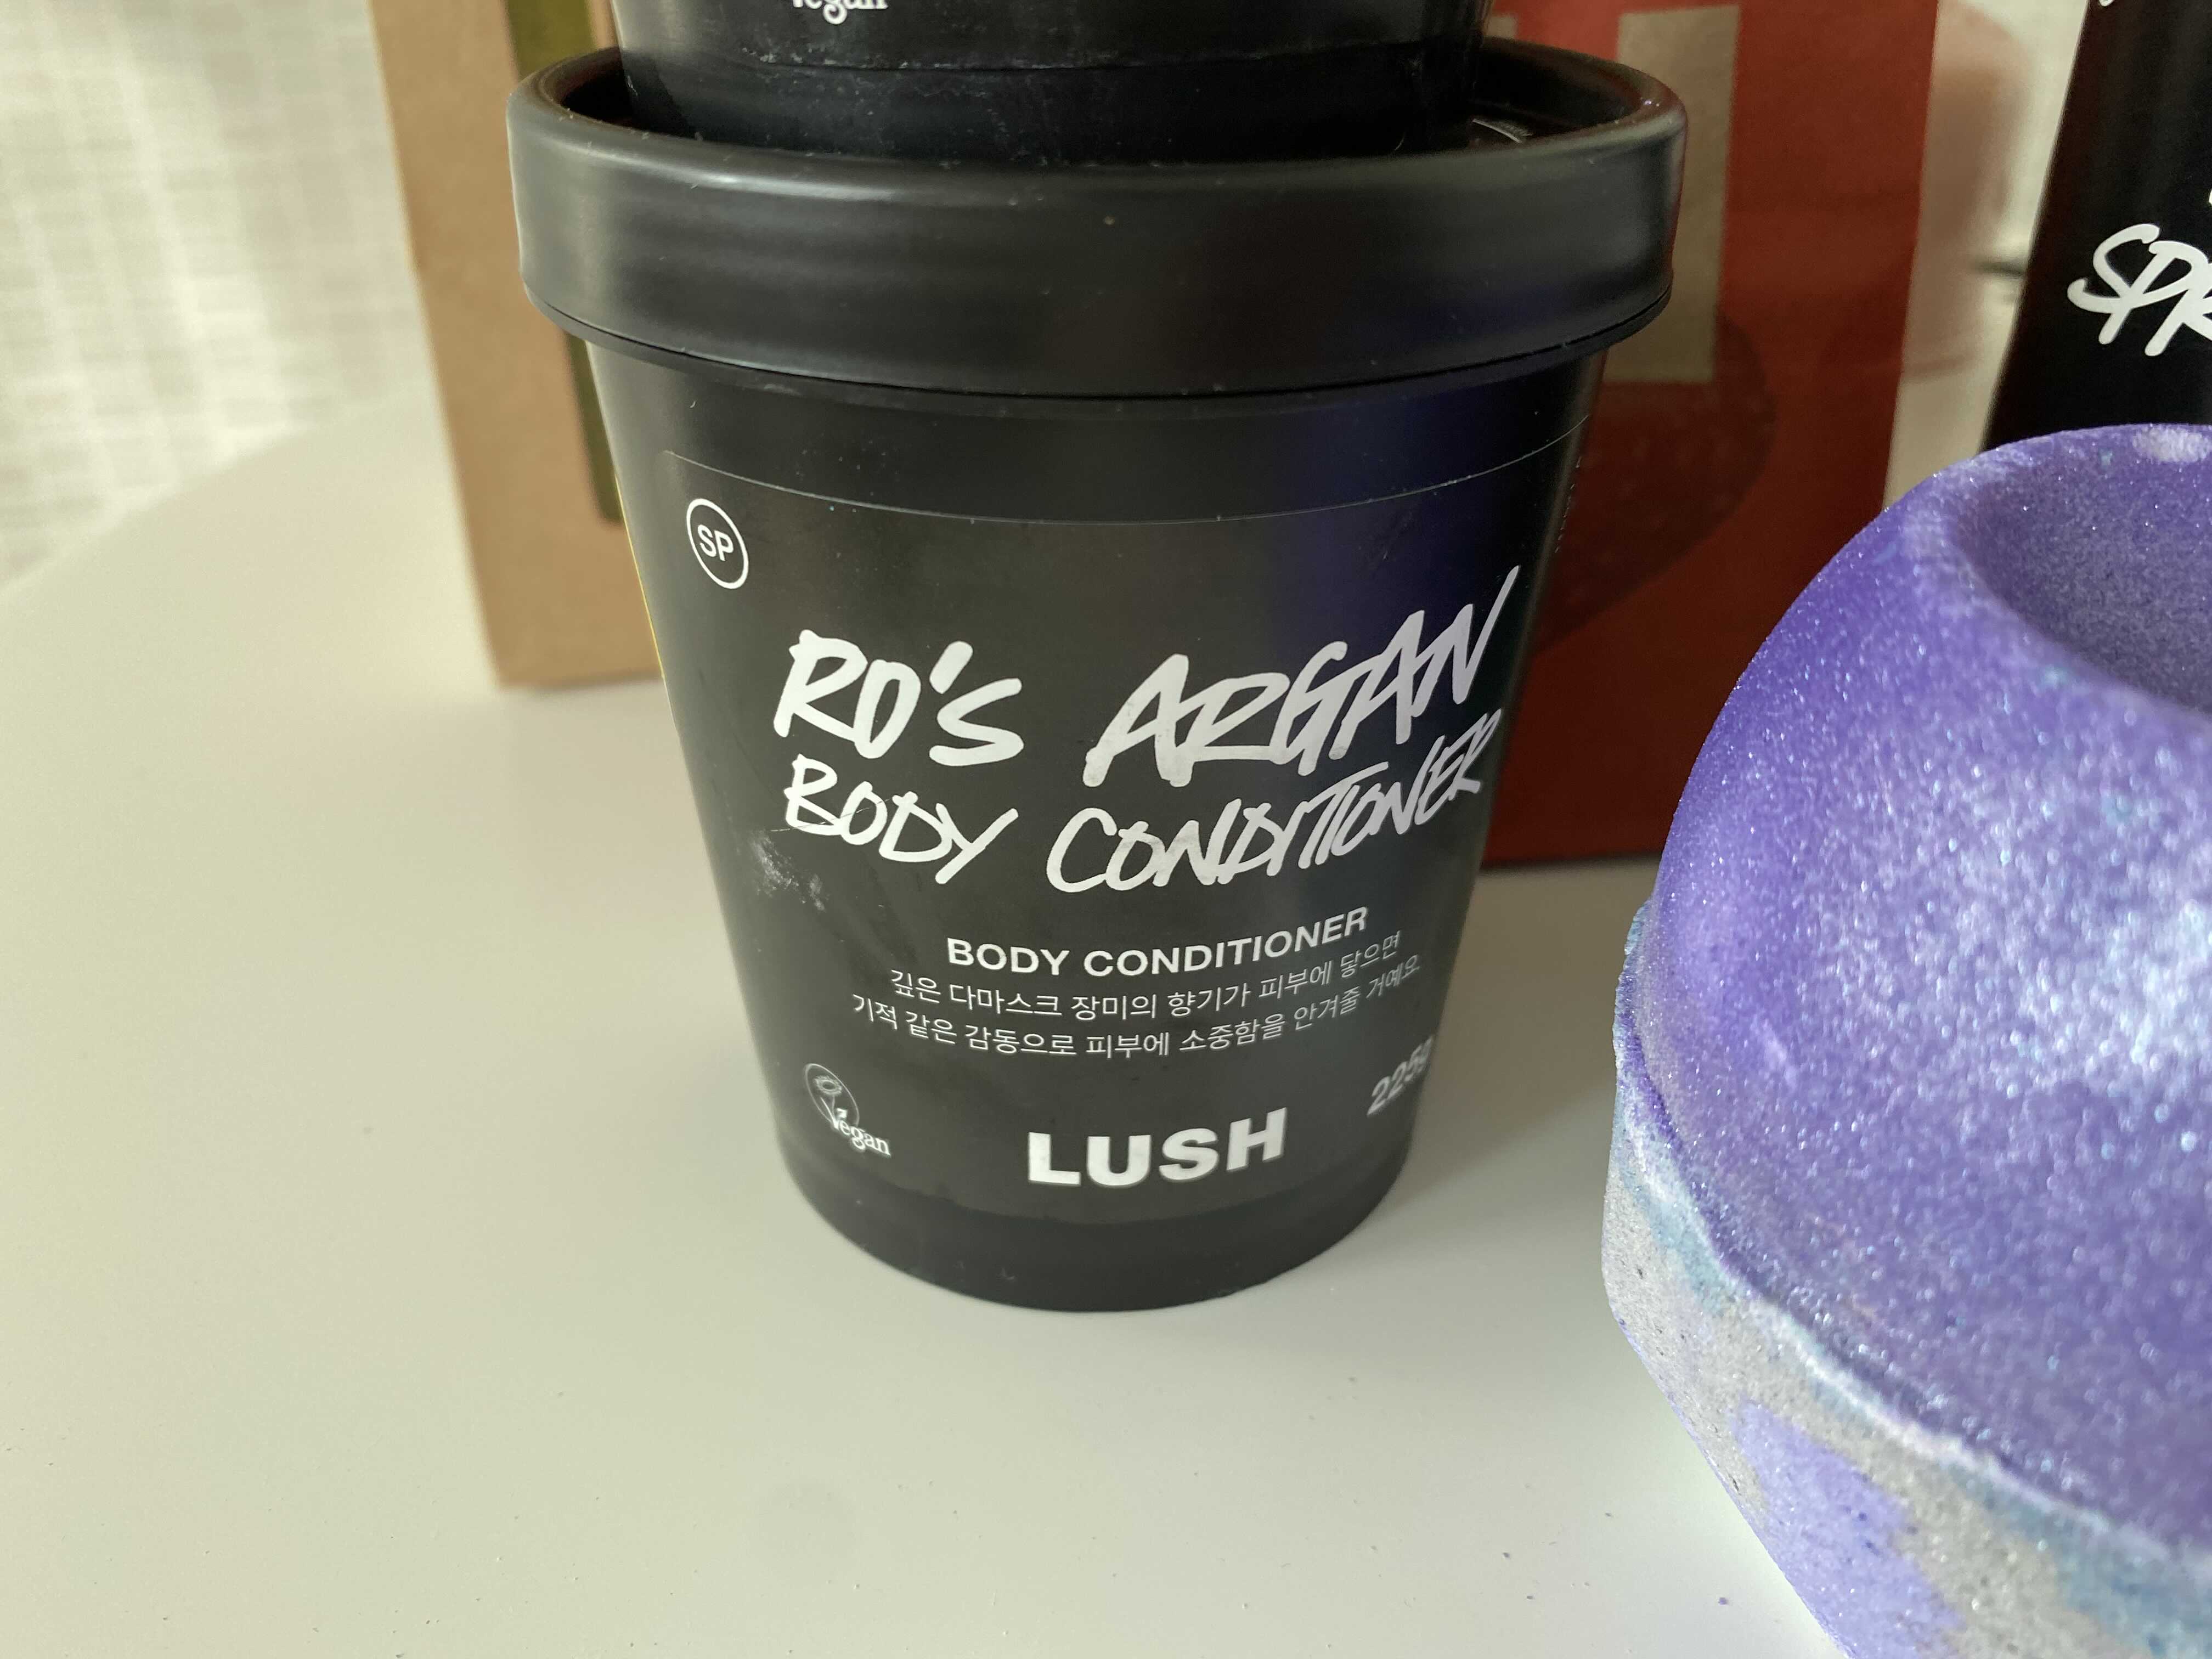 Vegan
SP
RO'S ARGAN
BODY CONDITIONER
BODY CONDITIONER
깊은 다마스크 장미의 향기가 피부에 닿으면
기적 같은 감동으로 피부에 소중함을 안겨줄 거예요
225g
Vegan
LUSH
SPR